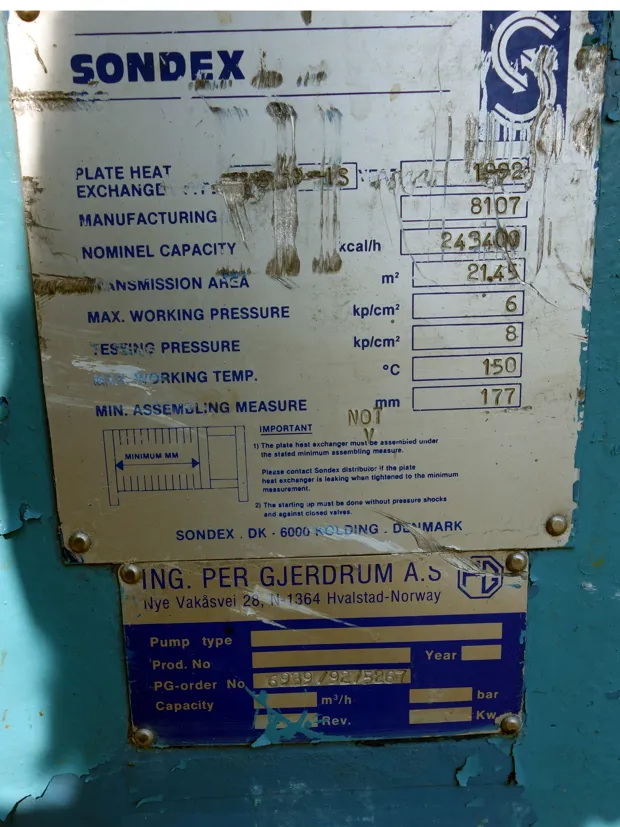 SONDEX
PLATE HEAT
EXCHANGE 1992
MANUFACTURING 8107
NOMINEL CAPACITY kcal/h 243400
TRANSMISSION AREA m² 21.45
MAX. WORKING PRESSURE kp/cm² 6
TESTING PRESSURE kp/cm² 8
MAX. WORKING TEMP. °C 150
MIN. ASSEMBLING MEASURE mm 177
NOT
V
IMPORTANT
MINIMUM MM
1) The plate heat exchanger must be assembled under
the stated minimum assembling measure.
Please contact Sondex distributor if the plate
heat exchanger is leaking when tightened to the minimum
measurement.
2) The starting up must be done without pressure shocks
and against closed valves.
SONDEX . DK - 6000 KOLDING . DENMARK
ING. PER GJERDRUM A.S PG
Nye Vakåsvei 28, N-1364 Hvalstad-Norway
Pump type
Prod. No Year
PG-order No 6939/92/5267
Capacity m³/h bar
Rev. Kw